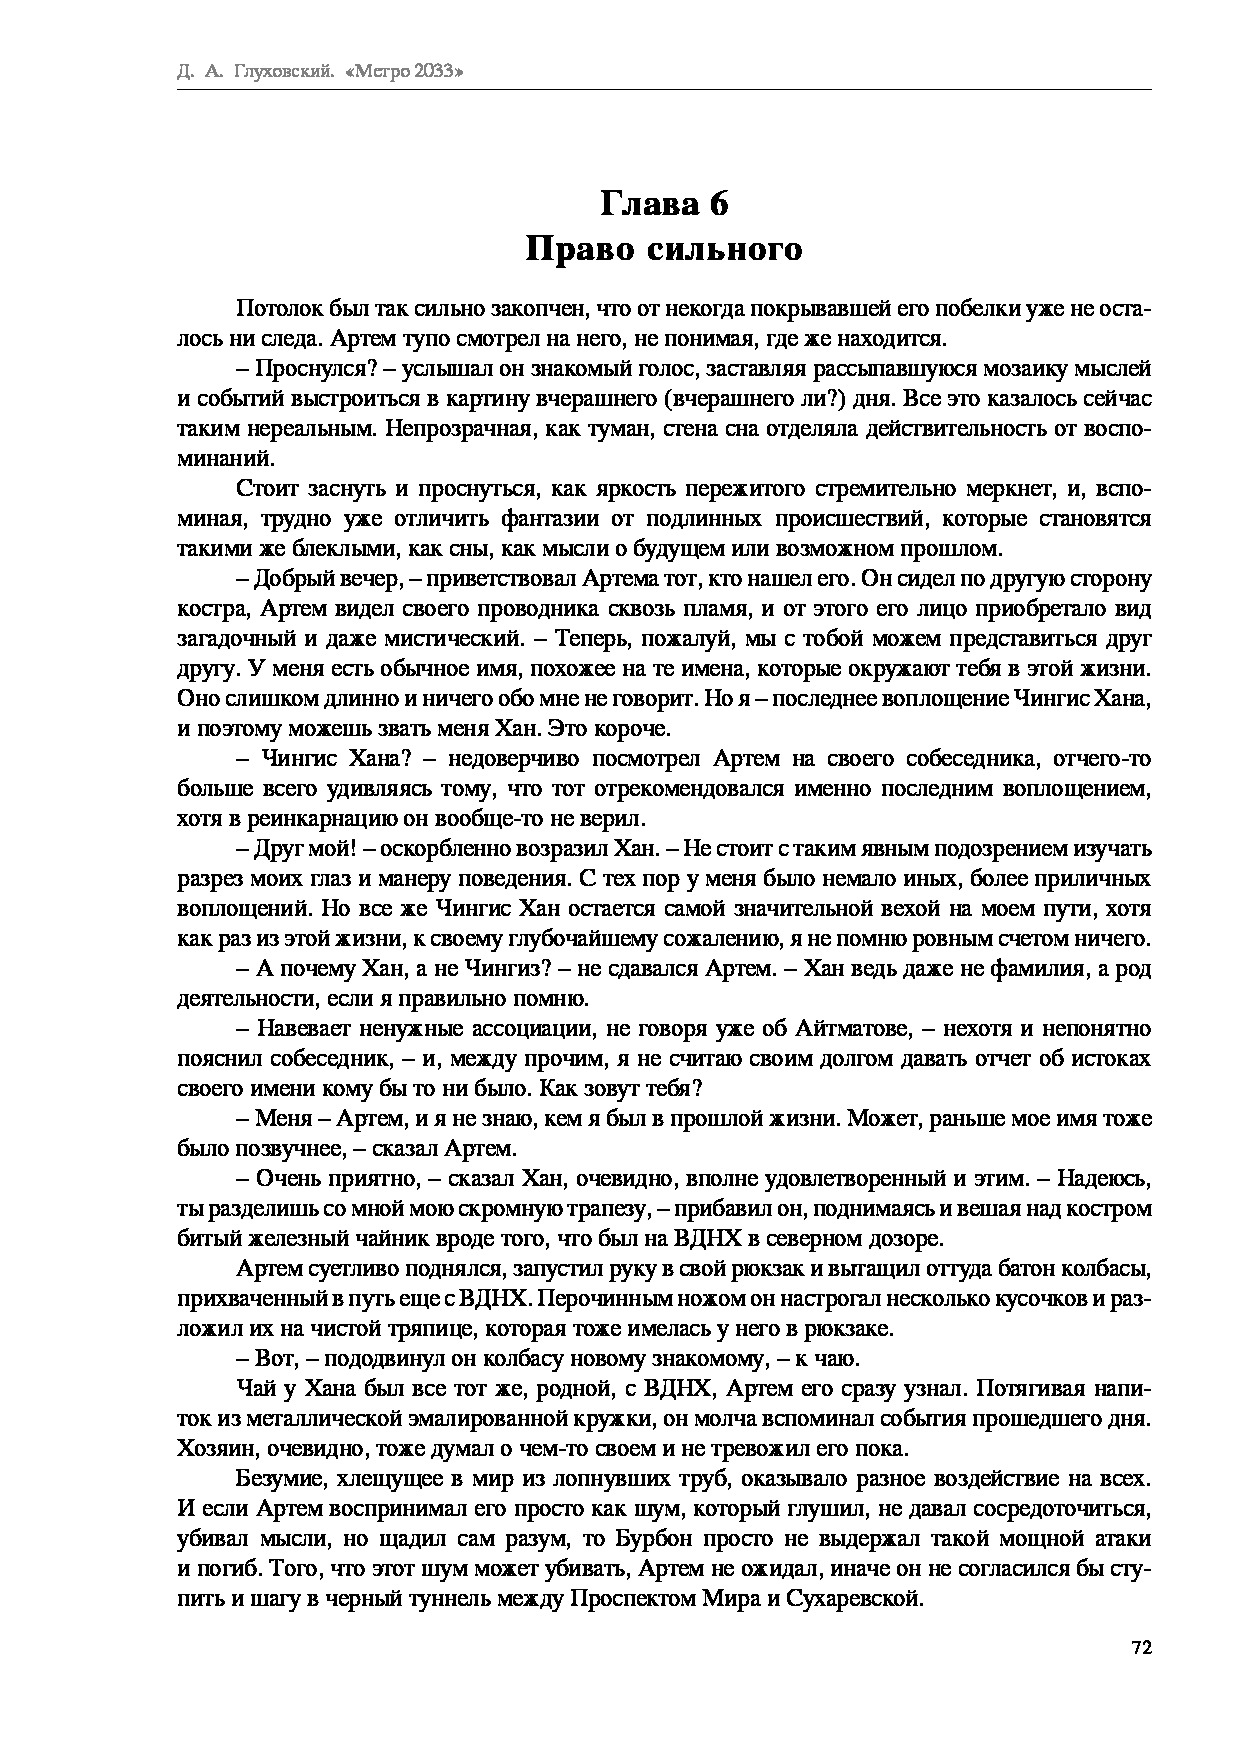 Д. А. Глуховский. «Метро 2033»
Глава 6
Право сильного
Потолок был так сильно закопчен, что от некогда покрывавшей его побелки уже не оста-
лось ни следа. Артем тупо смотрел на него, не понимая, где же находится.
– Проснулся? – услышал он знакомый голос, заставляя рассыпавшуюся мозаику мыслей
и событий выстроиться в картину вчерашнего (вчерашнего ли?) дня. Все это казалось сейчас
таким нереальным. Непрозрачная, как туман, стена сна отделяла действительность от воспо-
минаний.
Стоит заснуть и проснуться, как яркость пережитого стремительно меркнет, и, вспо-
миная, трудно уже отличить фантазии от подлинных происшествий, которые становятся
такими же блеклыми, как сны, как мысли о будущем или возможном прошлом.
– Добрый вечер, – приветствовал Артема тот, кто нашел его. Он сидел по другую сторону
костра, Артем видел своего проводника сквозь пламя, и от этого его лицо приобретало вид
загадочный и даже мистический. – Теперь, пожалуй, мы с тобой можем представиться друг
другу. У меня есть обычное имя, похожее на те имена, которые окружают тебя в этой жизни.
Оно слишком длинно и ничего обо мне не говорит. Но я – последнее воплощение Чингис Хана,
и поэтому можешь звать меня Хан. Это короче.
– Чингис Хана? – недоверчиво посмотрел Артем на своего собеседника, отчего-то
больше всего удивляясь тому, что тот отрекомендовался именно последним воплощением,
хотя в реинкарнацию он вообще-то не верил.
– Друг мой! – оскорбленно возразил Хан. – Не стоит с таким явным подозрением изучать
разрез моих глаз и манеру поведения. С тех пор у меня было немало иных, более приличных
воплощений. Но все же Чингис Хан остается самой значительной вехой на моем пути, хотя
как раз из этой жизни, к своему глубочайшему сожалению, я не помню ровным счетом ничего.
– А почему Хан, а не Чингиз? – не сдавался Артем. – Хан ведь даже не фамилия, а род
деятельности, если я правильно помню.
– Навевает ненужные ассоциации, не говоря уже об Айтматове, – нехотя и непонятно
пояснил собеседник, – и, между прочим, я не считаю своим долгом давать отчет об истоках
своего имени кому бы то ни было. Как зовут тебя?
– Меня – Артем, и я не знаю, кем я был в прошлой жизни. Может, раньше мое имя тоже
было позвучнее, – сказал Артем.
– Очень приятно, – сказал Хан, очевидно, вполне удовлетворенный и этим. – Надеюсь,
ты разделишь со мной мою скромную трапезу, – прибавил он, поднимаясь и вешая над костром
битый железный чайник вроде того, что был на ВДНХ в северном дозоре.
Артем суетливо поднялся, запустил руку в свой рюкзак и вытащил оттуда батон колбасы,
прихваченный в путь еще с ВДНХ. Перочинным ножом он настрогал несколько кусочков и раз-
ложил их на чистой тряпице, которая тоже имелась у него в рюкзаке.
– Вот, – пододвинул он колбасу новому знакомому, – к чаю.
Чай у Хана был все тот же, родной, с ВДНХ, Артем его сразу узнал. Потягивая напи-
ток из металлической эмалированной кружки, он молча вспоминал события прошедшего дня.
Хозяин, очевидно, тоже думал о чем-то своем и не тревожил его пока.
Безумие, хлещущее в мир из лопнувших труб, оказывало разное воздействие на всех.
И если Артем воспринимал его просто как шум, который глушил, не давал сосредоточиться,
убивал мысли, но щадил сам разум, то Бурбон просто не выдержал такой мощной атаки
и погиб. Того, что этот шум может убивать, Артем не ожидал, иначе он не согласился бы сту-
пить и шагу в черный туннель между Проспектом Мира и Сухаревской.
72